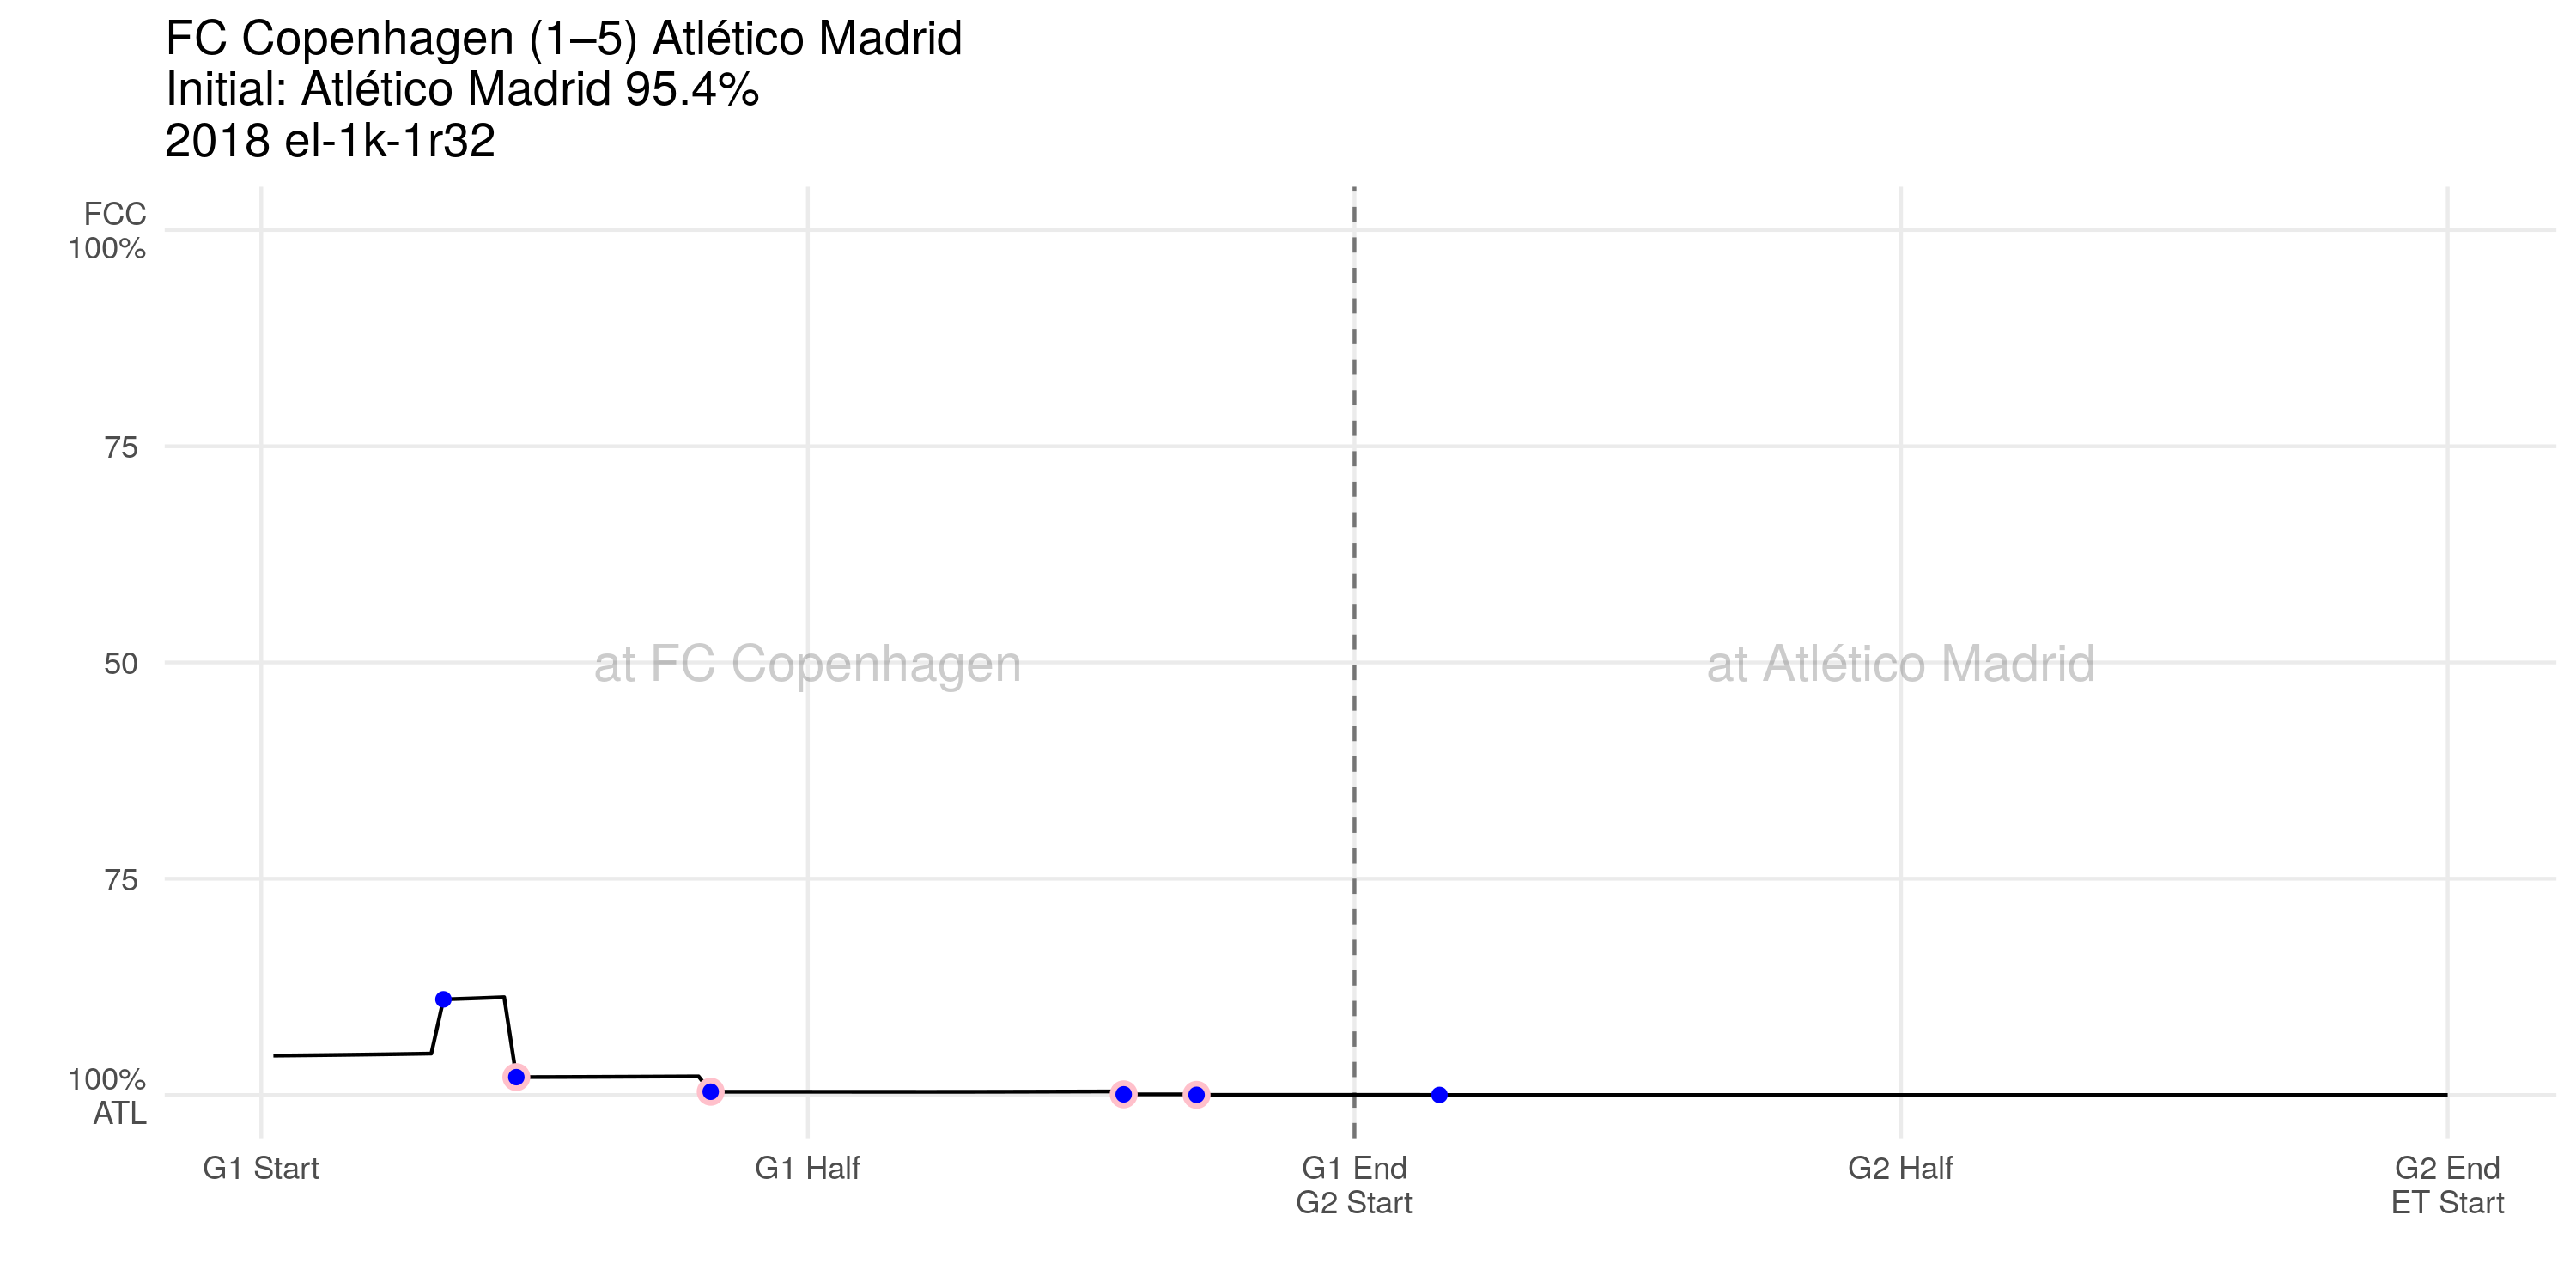 FC Copenhagen (1–5) Atlético Madrid
Initial: Atlético Madrid 95.4%
2018 el-1k-1r32
FCC
100%
75
50
75
100%
ATL
at FC Copenhagen
at Atlético Madrid
G1 Start
G1 Half
G1 End
G2 Start
G2 Half
G2 End
ET Start